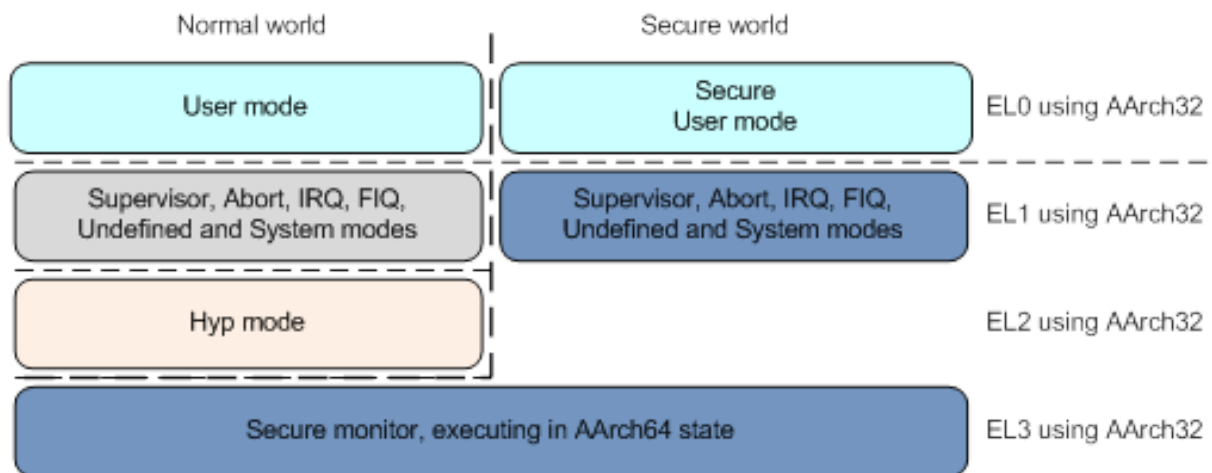 Normal world
Secure world
User mode
Secure
User mode
EL0 using AArch32
Supervisor, Abort, IRQ, FIQ,
Undefined and System modes
Supervisor, Abort, IRQ, FIQ,
Undefined and System modes
EL1 using AArch32
Hyp mode
EL2 using AArch32
Secure monitor, executing in AArch64 state
EL3 using AArch32